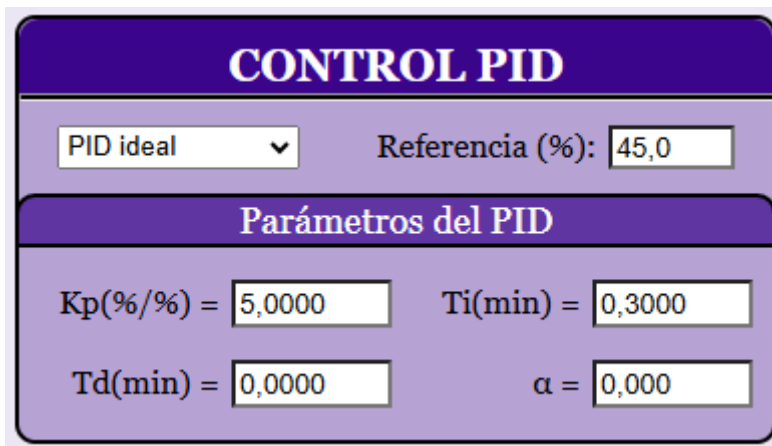 CONTROL PID
PID ideal Referencia (%): 45,0
Parámetros del PID
Kp(%/%) = 5,0000 Ti(min) = 0,3000
Td(min) = 0,0000 α = 0,000